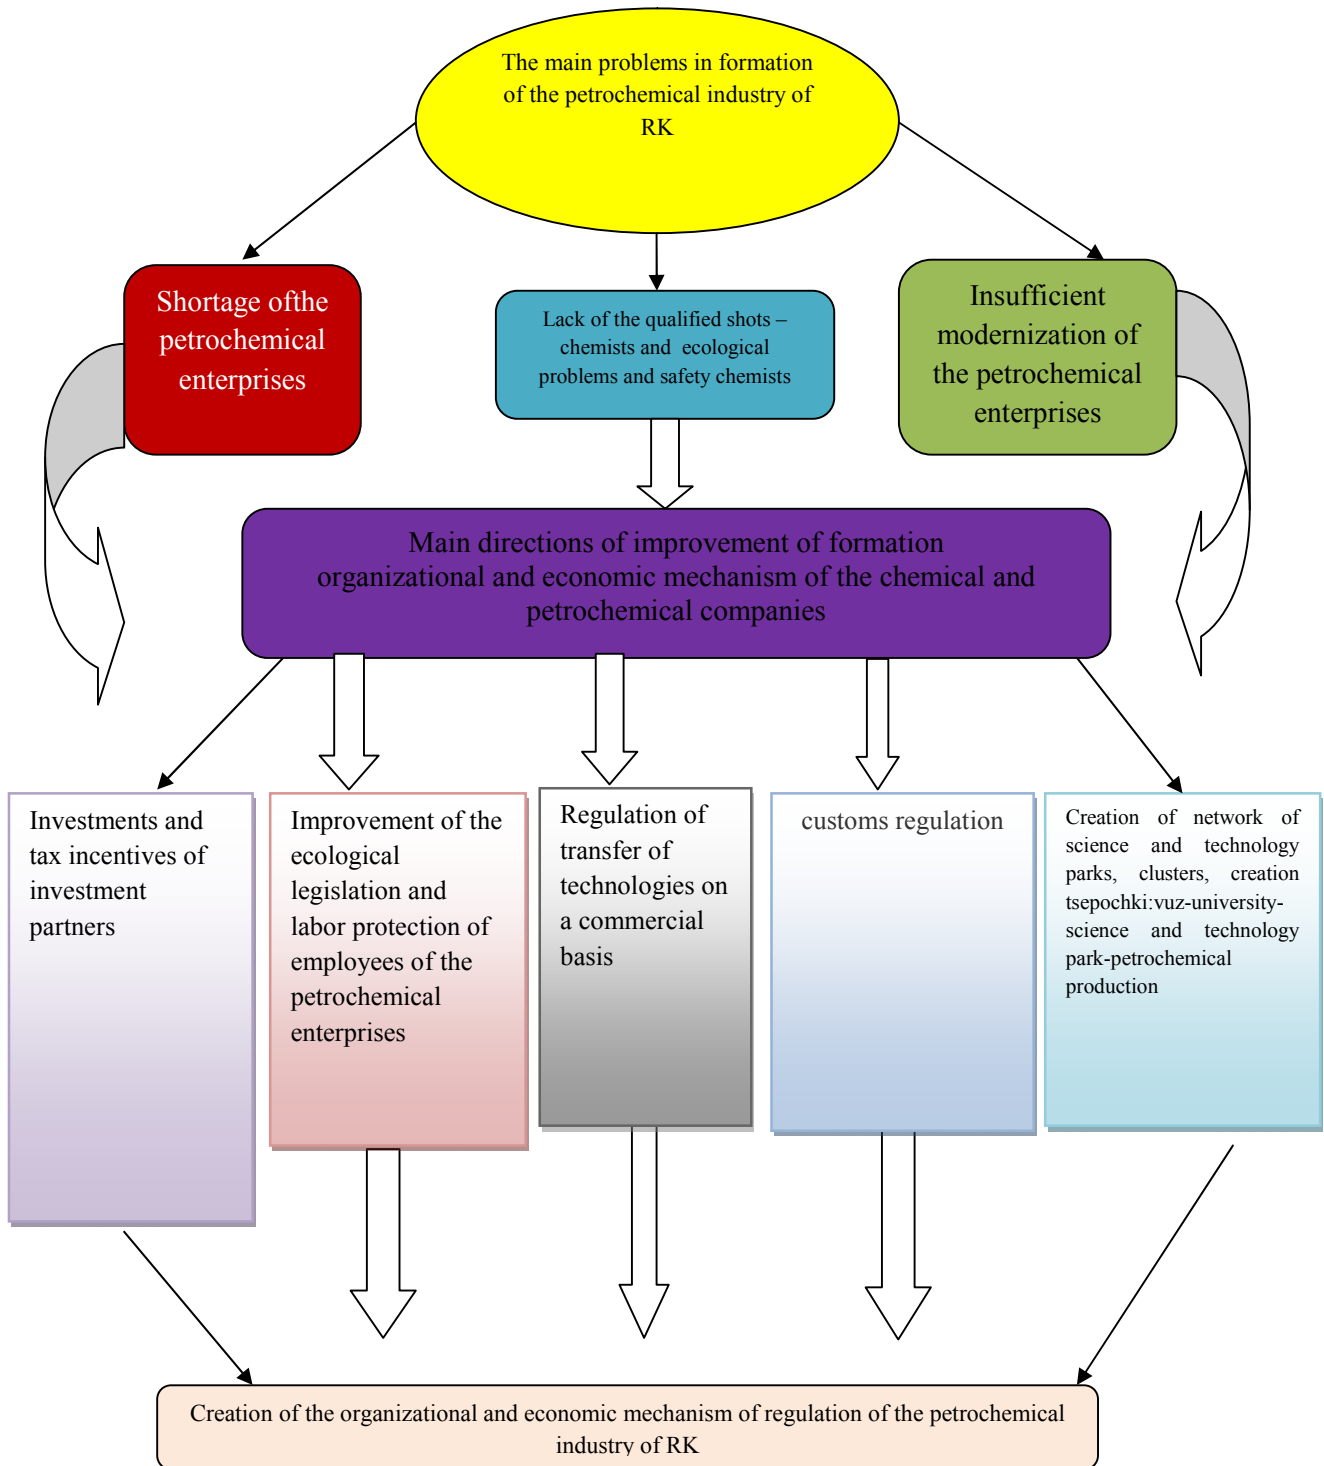 The main problems in formation
of the petrochemical industry of
RK
Shortage ofthe
petrochemical
enterprises
Lack of the qualified shots –
chemists and ecological
problems and safety chemists
Insufficient
modernization of
the petrochemical
enterprises
Main directions of improvement of formation
organizational and economic mechanism of the chemical and
petrochemical companies
Investments and
tax incentives of
investment
partners
Improvement of the
ecological
legislation and
labor protection of
employees of the
petrochemical
enterprises
Regulation of
transfer of
technologies on
a commercial
basis
customs regulation
Creation of network of
science and technology
parks, clusters, creation
tsepochki:vuz-university-
science and technology
park-petrochemical
production
Creation of the organizational and economic mechanism of regulation of the petrochemical
industry of RK